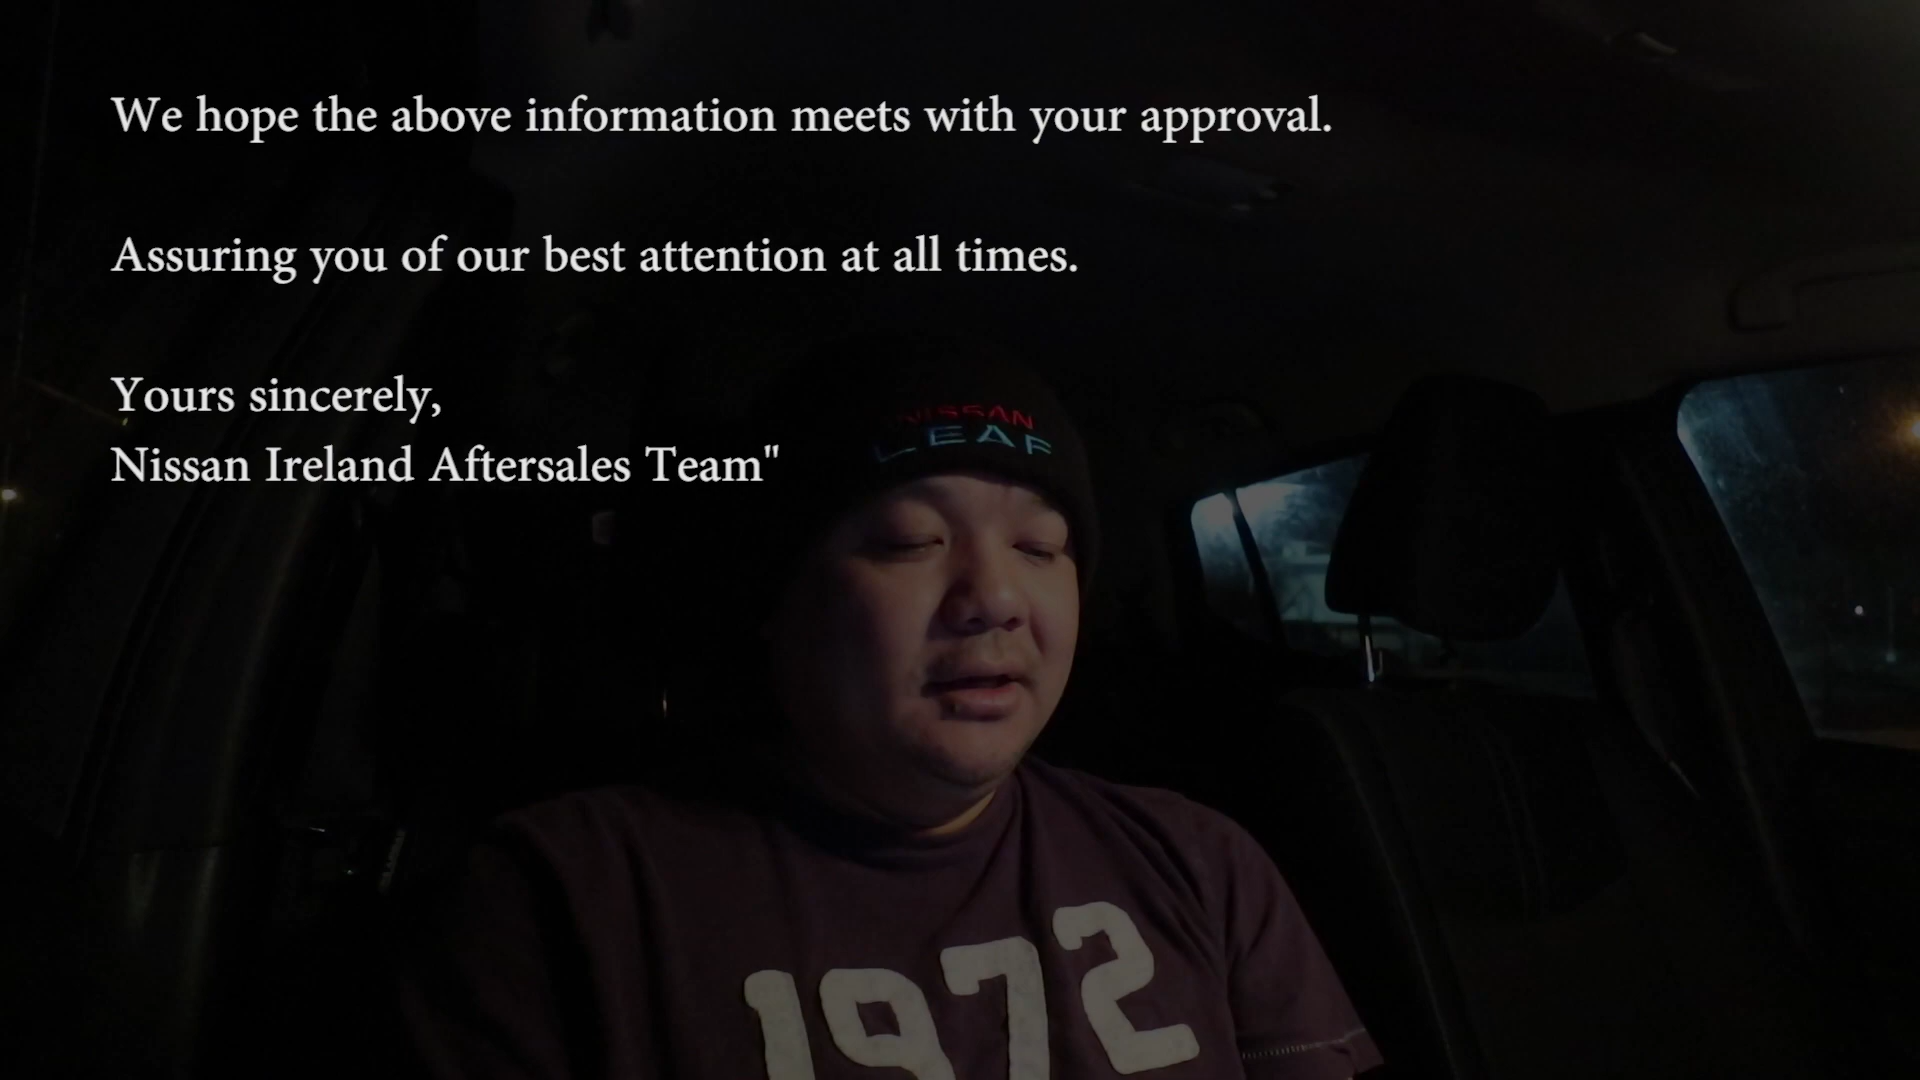 We hope the above information meets with your approval.
Assuring you of our best attention at all times.
Yours sincerely,
Nissan Ireland Aftersales Team"
NISSAN
LEAF
1972